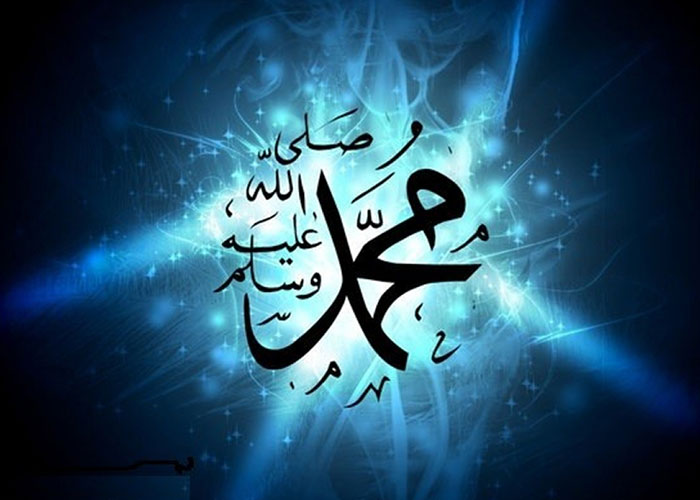 محمد
صلى
الله
عليه
وسلم